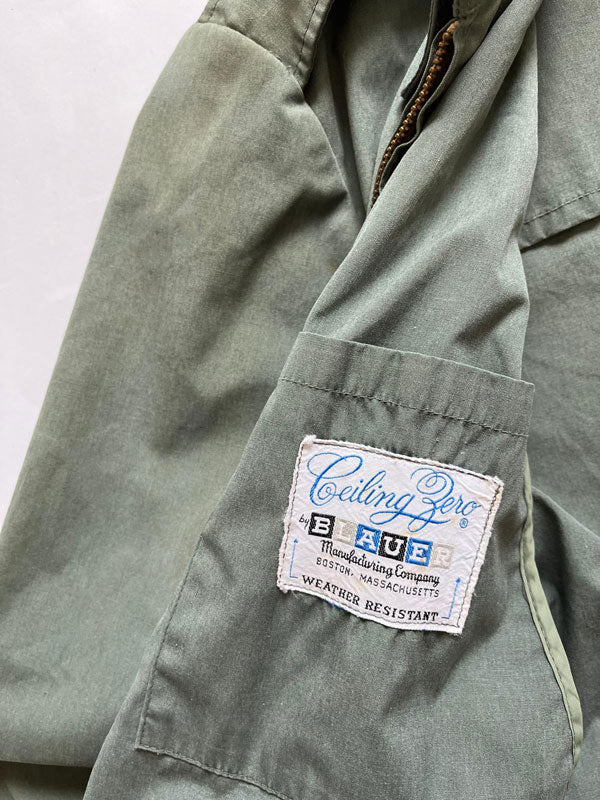 Ceiling Zero ®
by BLAUER
Manufacturing Company
BOSTON, MASSACHUSETTS
WEATHER RESISTANT